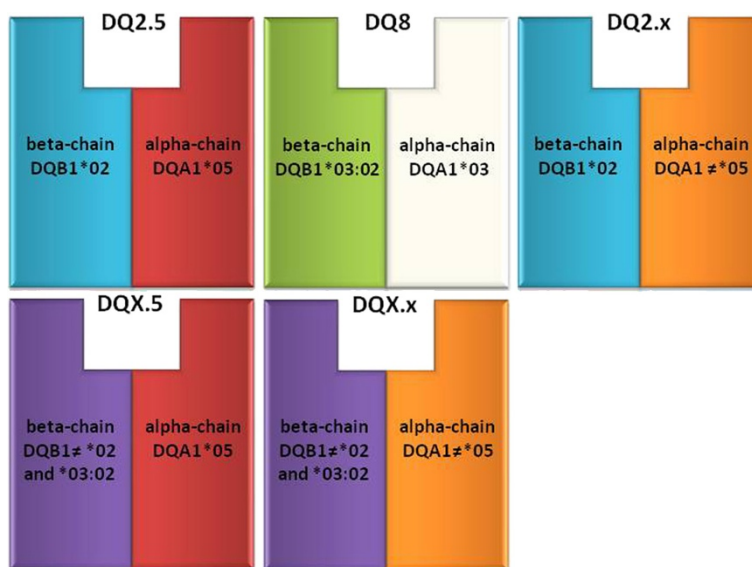 DQ2.5
beta-chain
DQB1*02
alpha-chain
DQA1*05
DQ8
beta-chain
DQB1*03:02
alpha-chain
DQA1*03
DQ2.x
beta-chain
DQB1*02
alpha-chain
DQA1 ≠*05
DQX.5
beta-chain
DQB1≠ *02
and *03:02
alpha-chain
DQA1*05
DQX.x
beta-chain
DQB1≠*02
and *03:02
alpha-chain
DQA1≠*05